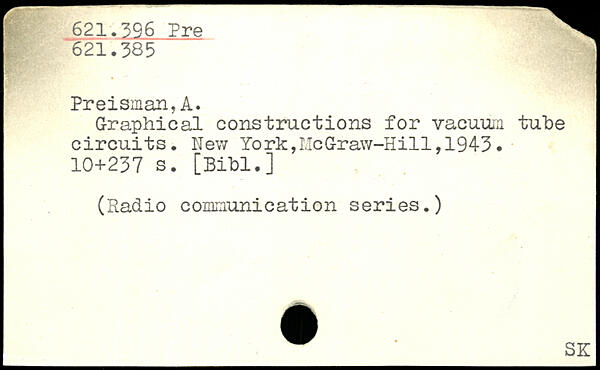 621.396 Pre
621.385
Preisman,A.
Graphical constructions for vacuum tube
circuits. New York,McGraw-Hill,1943.
10+237 s. [Bibl.]
(Radio communication series.)
SK